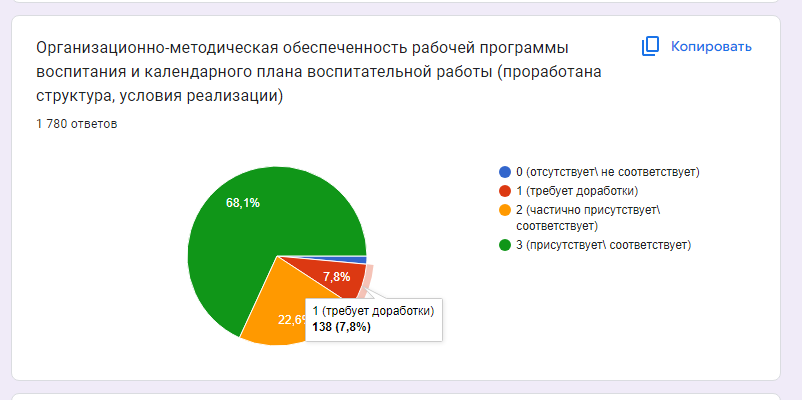 Организационно-методическая обеспеченность рабочей программы
воспитания и календарного плана воспитательной работы (проработана
структура, условия реализации)
Копировать
1 780 ответов
68,1%
7,8%
22,6%
0 (отсутствует\ не соответствует)
1 (требует доработки)
2 (частично присутствует\
соответствует)
3 (присутствует\ соответствует)
1 (требует доработки)
138 (7,8%)